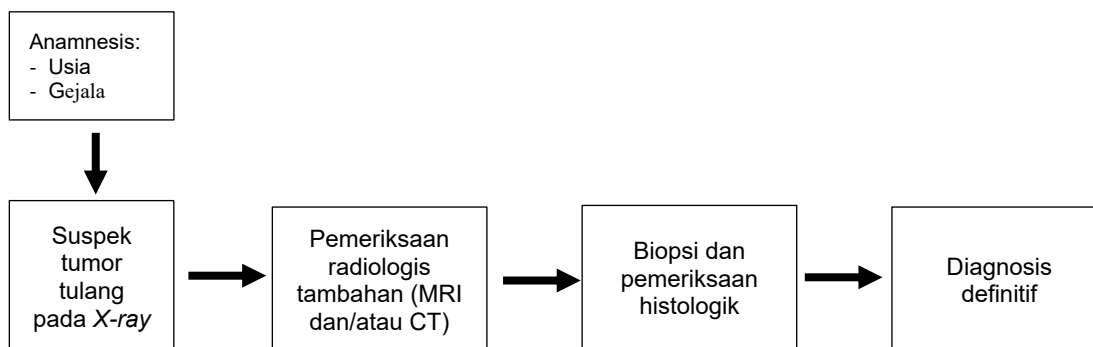 Anamnesis:
- Usia
- Gejala
Suspek
tumor
tulang
pada X-ray
Pemeriksaan
radiologis
tambahan (MRI
dan/atau CT)
Biopsi dan
pemeriksaan
histologik
Diagnosis
definitif